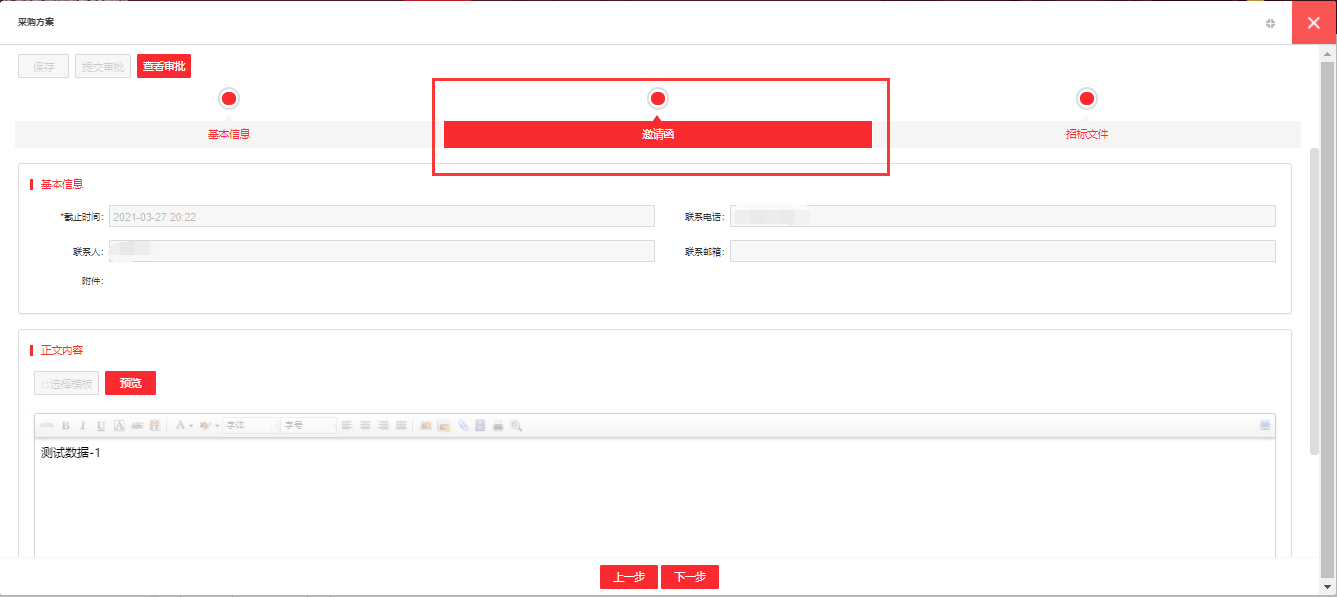 采购方案
保存 提交审批 查看审批
基本信息 邀请函 招标文件
基本信息
*截止时间: 2021-03-27 20:22 联系电话:
联系人: 联系邮箱:
附件:
正文内容
选择模板 预览
HTML B I U A ABC A 字体 字号
测试数据-1
上一步 下一步